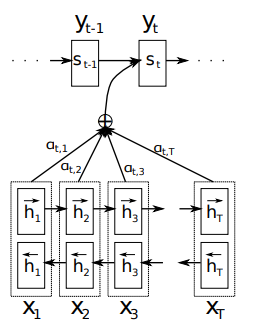 y_{t-1} y_t
. . . s_{t-1} s_t . . .
⊕
a_{t,1} a_{t,2} a_{t,3} a_{t,T}
\overrightarrow{h}_1 \overrightarrow{h}_2 \overrightarrow{h}_3 \overrightarrow{h}_T
\overleftarrow{h}_1 \overleftarrow{h}_2 \overleftarrow{h}_3 \overleftarrow{h}_T
x_1 x_2 x_3 x_T